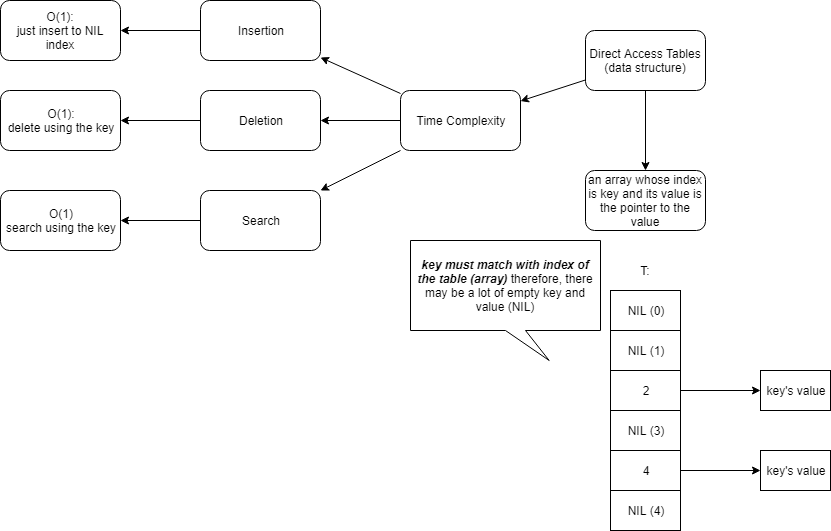 O(1):
just insert to NIL
index
Insertion
Direct Access Tables
(data structure)
O(1):
delete using the key
Deletion
Time Complexity
an array whose index
is key and its value is
the pointer to the
value
O(1)
search using the key
Search
key must match with index of
the table (array) therefore, there
may be a lot of empty key and
value (NIL)
T:
NIL (0)
NIL (1)
2
key's value
NIL (3)
4
key's value
NIL (4)